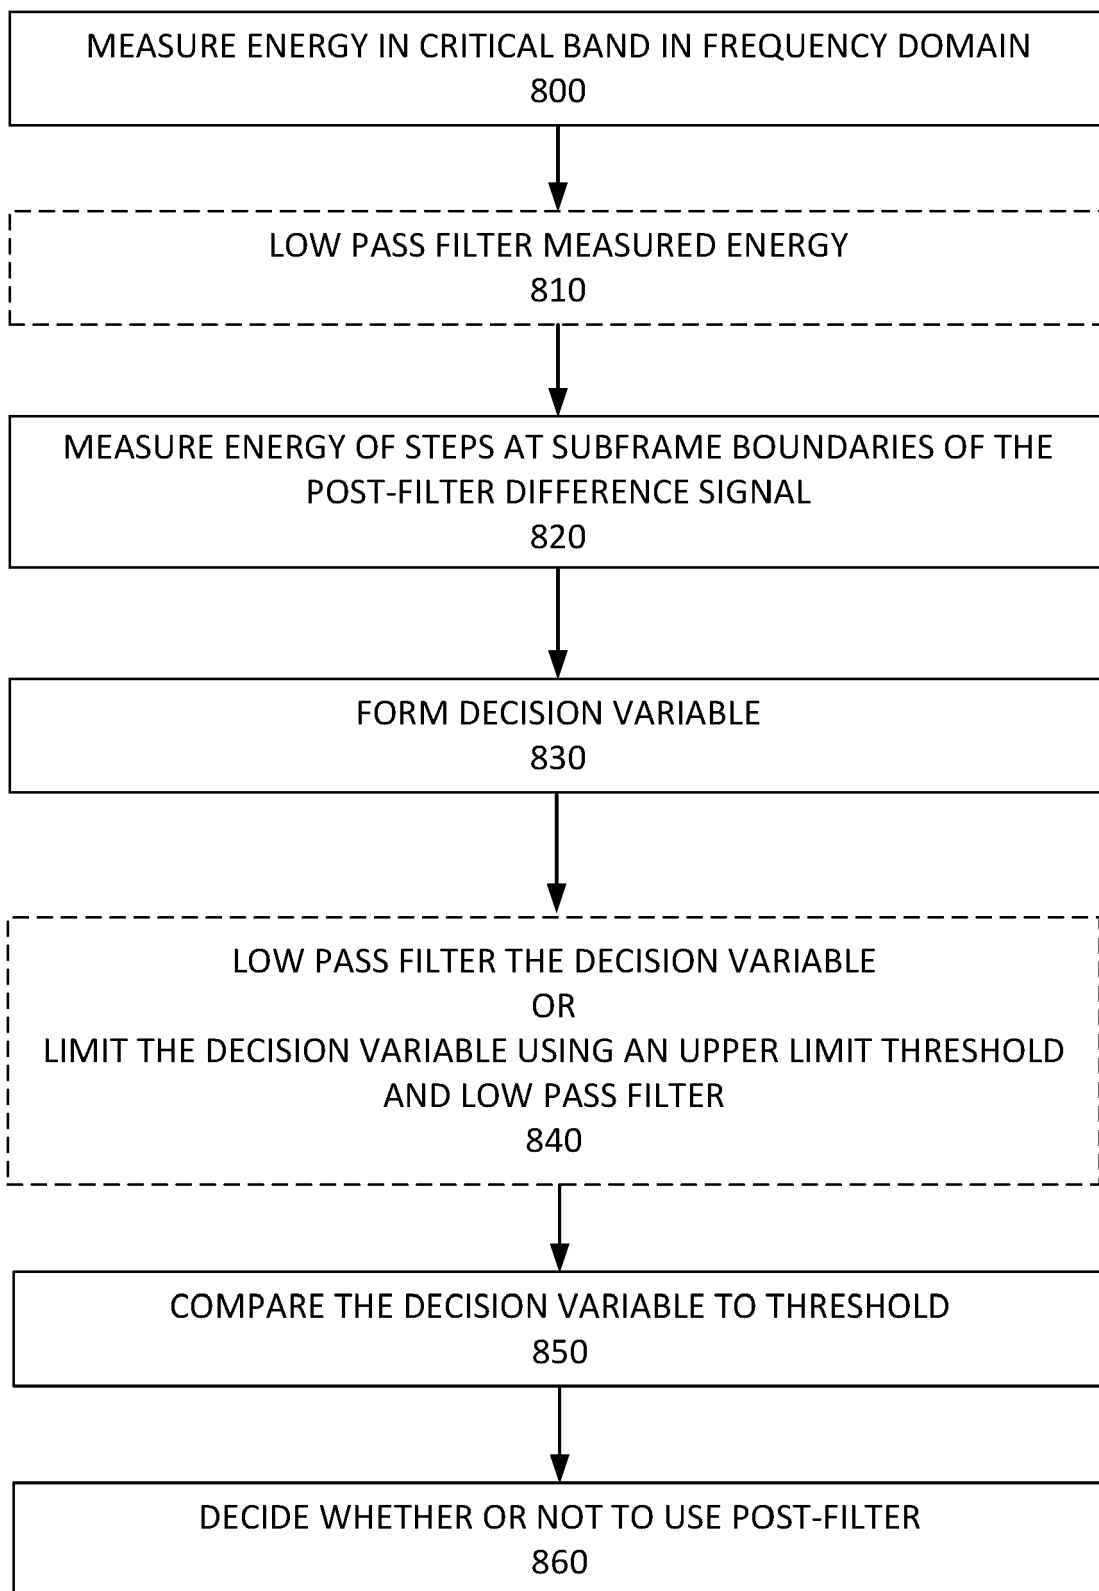 MEASURE ENERGY IN CRITICAL BAND IN FREQUENCY DOMAIN
800
LOW PASS FILTER MEASURED ENERGY
810
MEASURE ENERGY OF STEPS AT SUBFRAME BOUNDARIES OF THE
POST-FILTER DIFFERENCE SIGNAL
820
FORM DECISION VARIABLE
830
LOW PASS FILTER THE DECISION VARIABLE
OR
LIMIT THE DECISION VARIABLE USING AN UPPER LIMIT THRESHOLD
AND LOW PASS FILTER
840
COMPARE THE DECISION VARIABLE TO THRESHOLD
850
DECIDE WHETHER OR NOT TO USE POST-FILTER
860